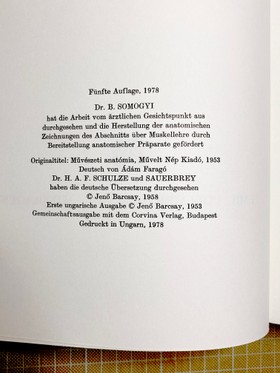 Fünfte Auflage, 1978
Dr. B. SOMOGYI
hat die Arbeit vom ärztlichen Gesichtspunkt aus
durchgesehen und die Herstellung der anatomischen
Zeichnungen des Abschnitts über Muskellehre durch
Bereitstellung anatomischer Präparate gefördert
Originaltitel: Művészeti anatómia, Művelt Nép Kiadó, 1953
Deutsch von Ádám Faragó
Dr. H. A. F. SCHULZE und SAUERBREY
haben die deutsche Übersetzung durchgesehen
© Jenő Barcsay, 1958
Erste ungarische Ausgabe © Jenő Barcsay, 1953
Gemeinschaftsausgabe mit dem Corvina Verlag, Budapest
Gedruckt in Ungarn, 1978